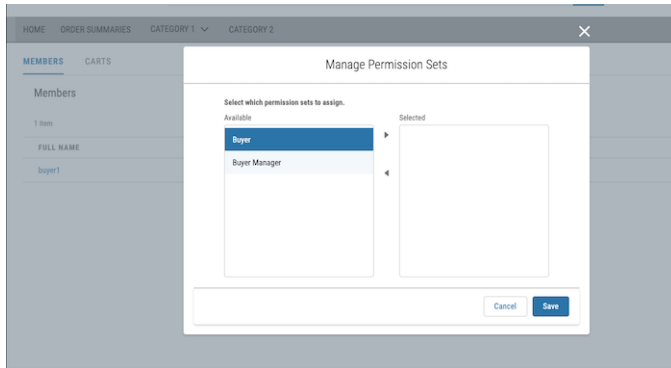 HOME ORDER SUMMARIES CATEGORY 1 CATEGORY 2
MEMBERS CARTS
Manage Permission Sets
Members
Select which permission sets to assign.
Available Selected
1 Item
Buyer
FULL NAME
Buyer Manager
buyer1
Cancel Save